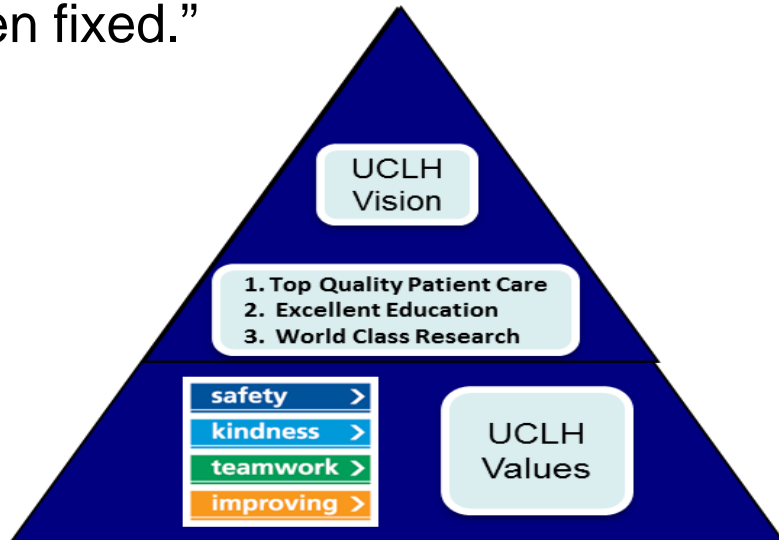 en fixed.”
UCLH
Vision
1. Top Quality Patient Care
2. Excellent Education
3. World Class Research
safety >
kindness >
teamwork >
improving >
UCLH
Values